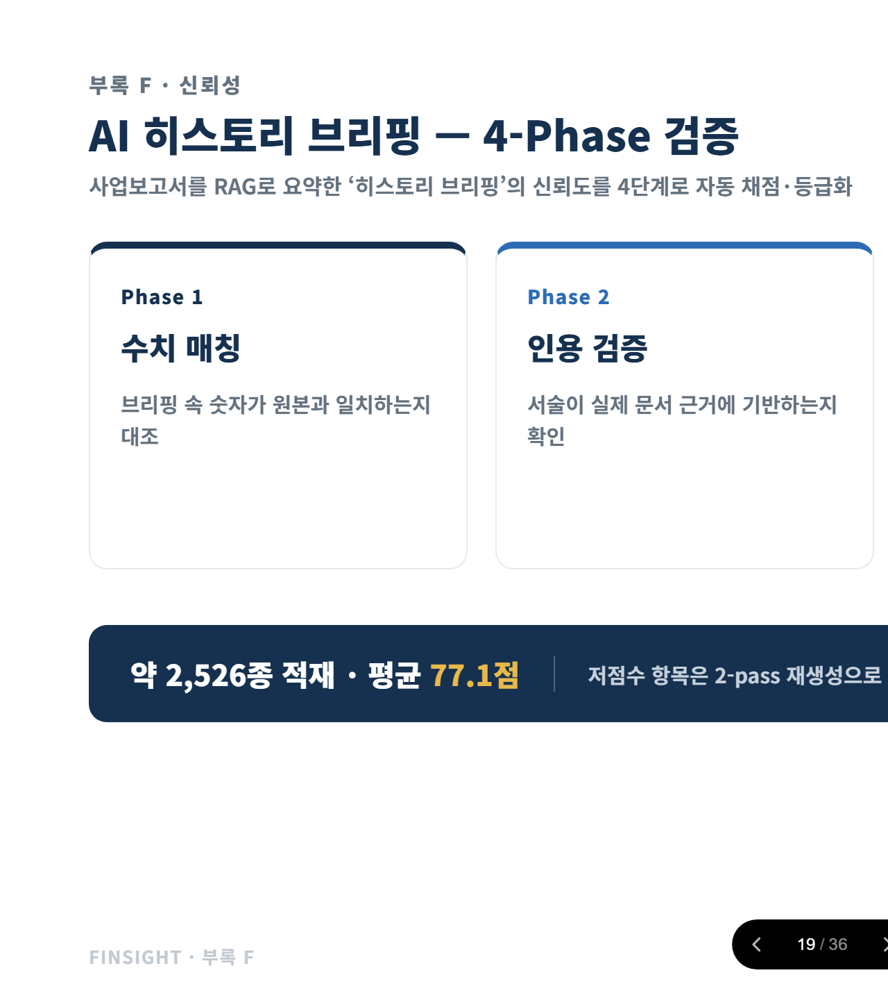 부록 F · 신뢰성
AI 히스토리 브리핑 — 4-Phase 검증
사업보고서를 RAG로 요약한 ‘히스토리 브리핑’의 신뢰도를 4단계로 자동 채점·등급화
Phase 1
수치 매칭
브리핑 속 숫자가 원본과 일치하는지
대조
Phase 2
인용 검증
서술이 실제 문서 근거에 기반하는지
확인
약 2,526종 적재 · 평균 77.1점
저점수 항목은 2-pass 재생성으로
FINSIGHT · 부록 F
19 / 36